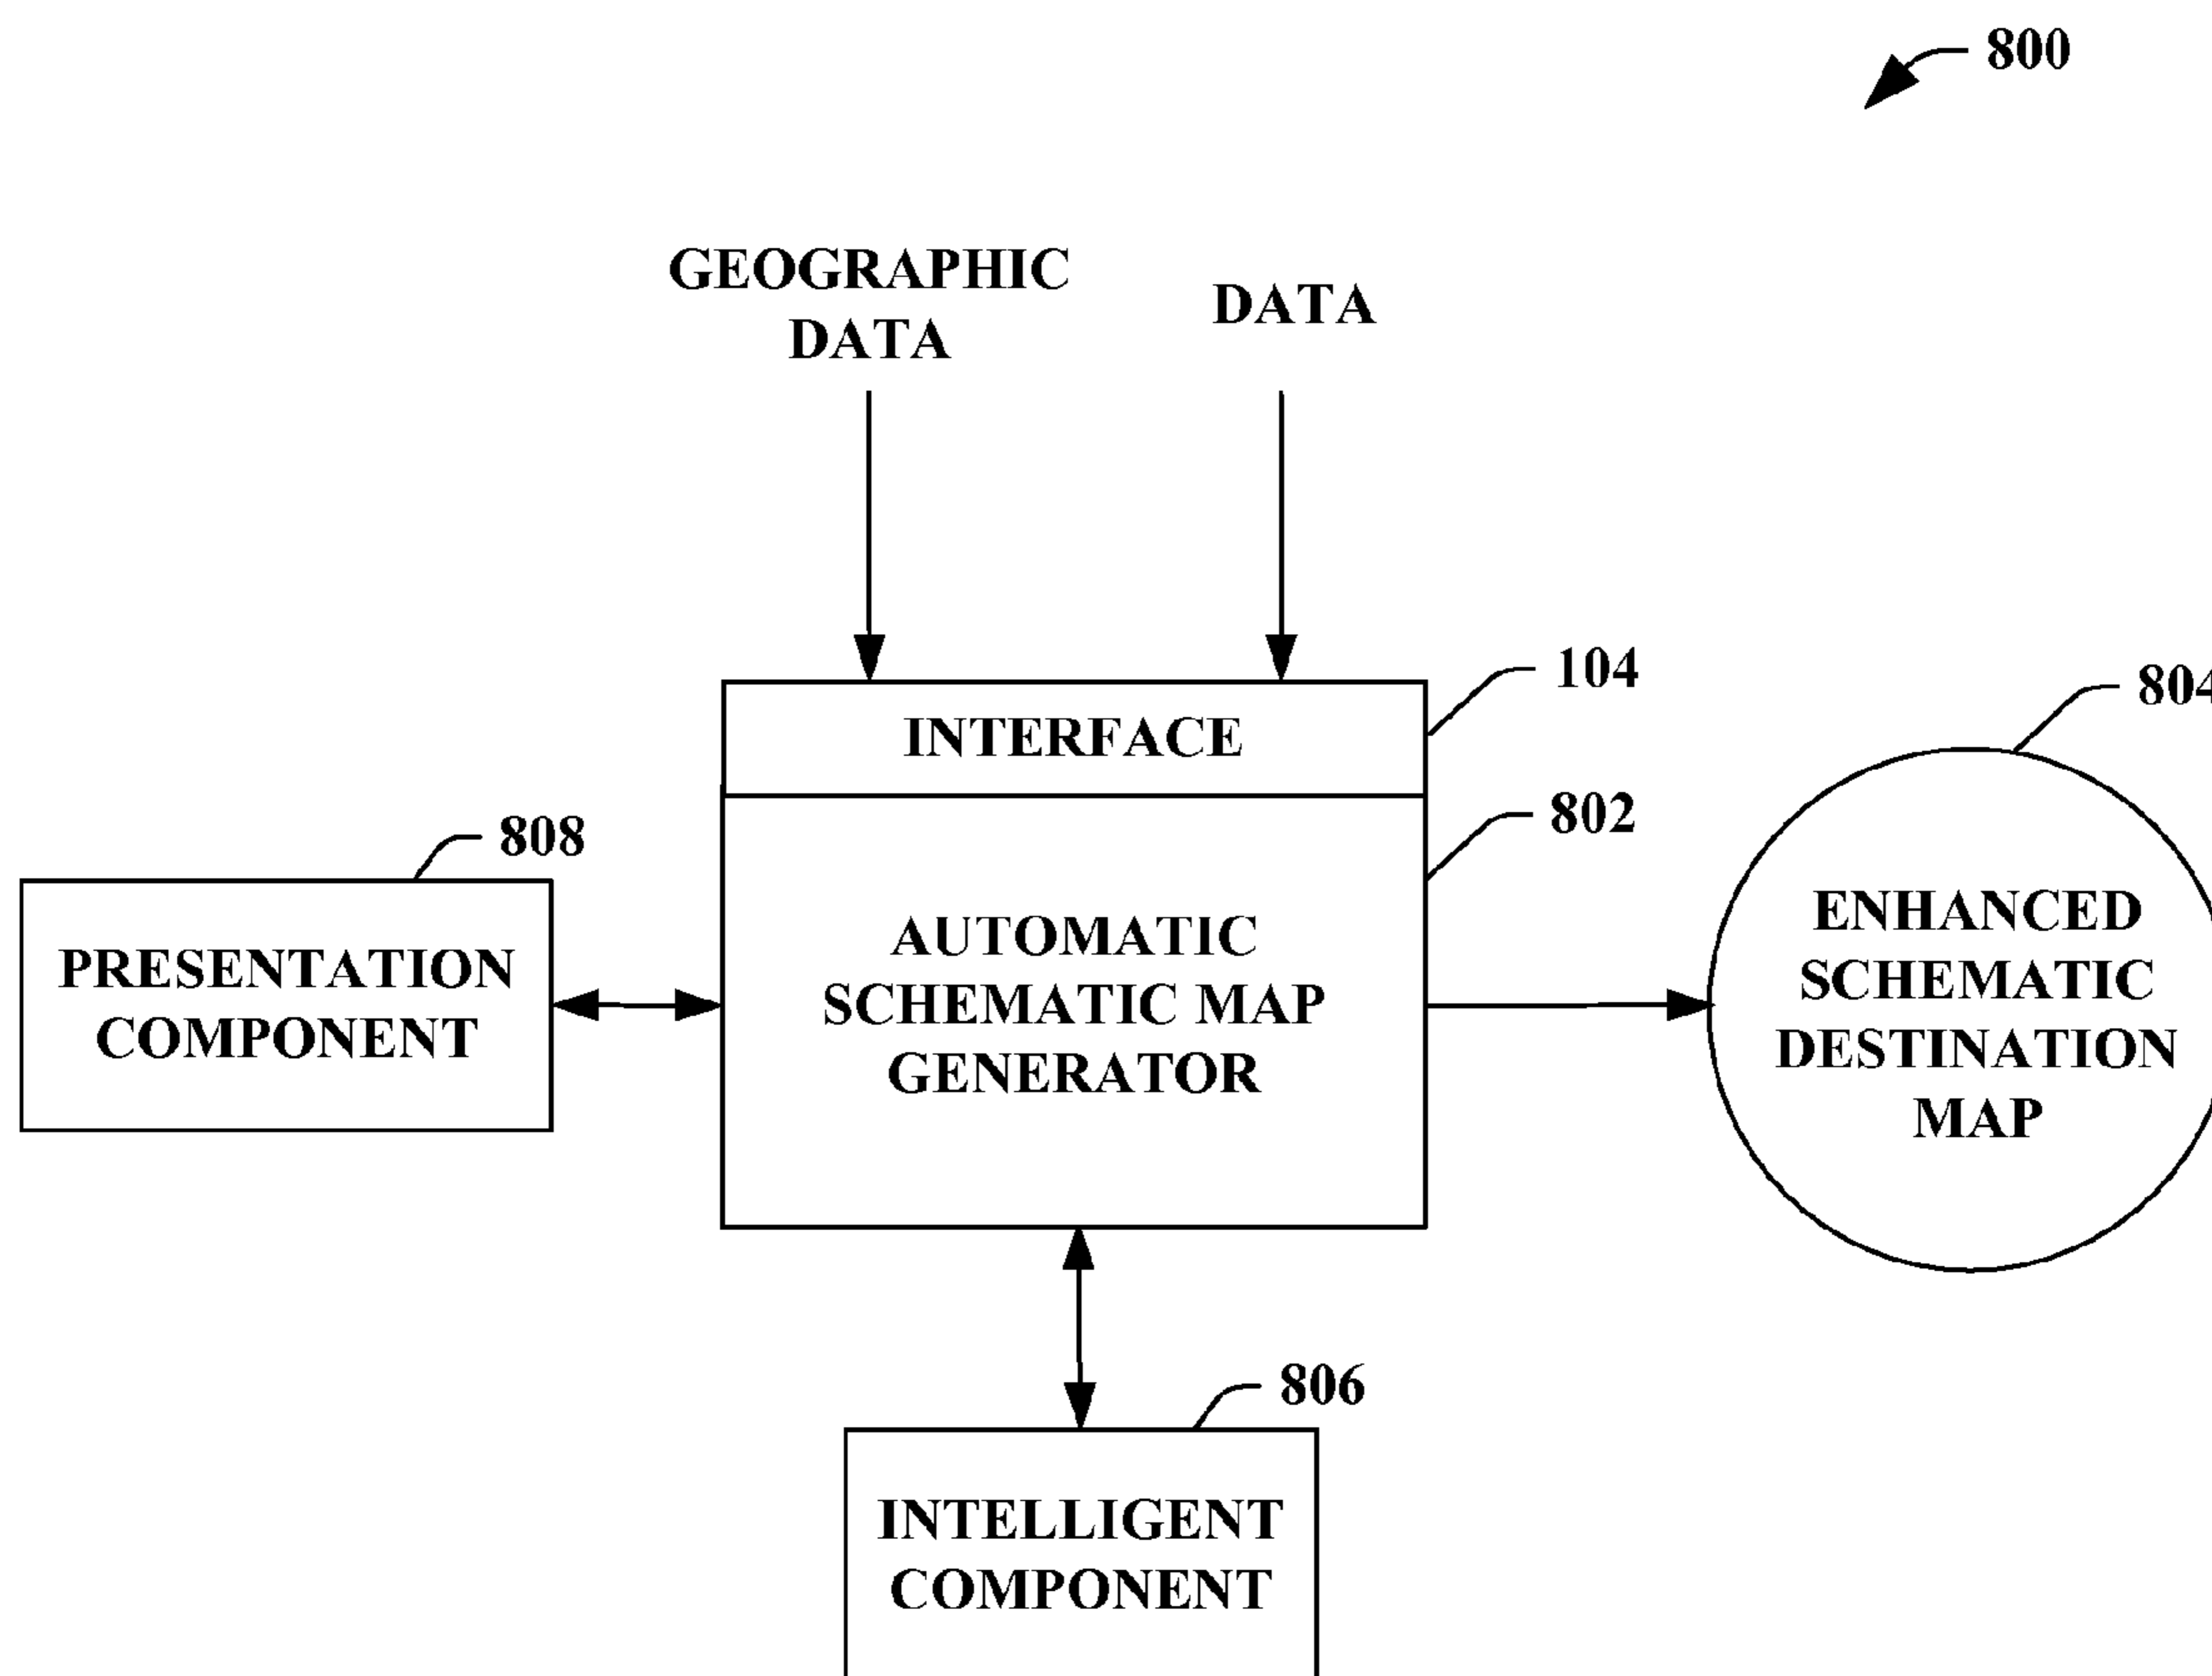 800
GEOGRAPHIC
DATA
DATA
104
INTERFACE
804
802
808
AUTOMATIC
SCHEMATIC MAP
GENERATOR
PRESENTATION
COMPONENT
ENHANCED
SCHEMATIC
DESTINATION
MAP
806
INTELLIGENT
COMPONENT